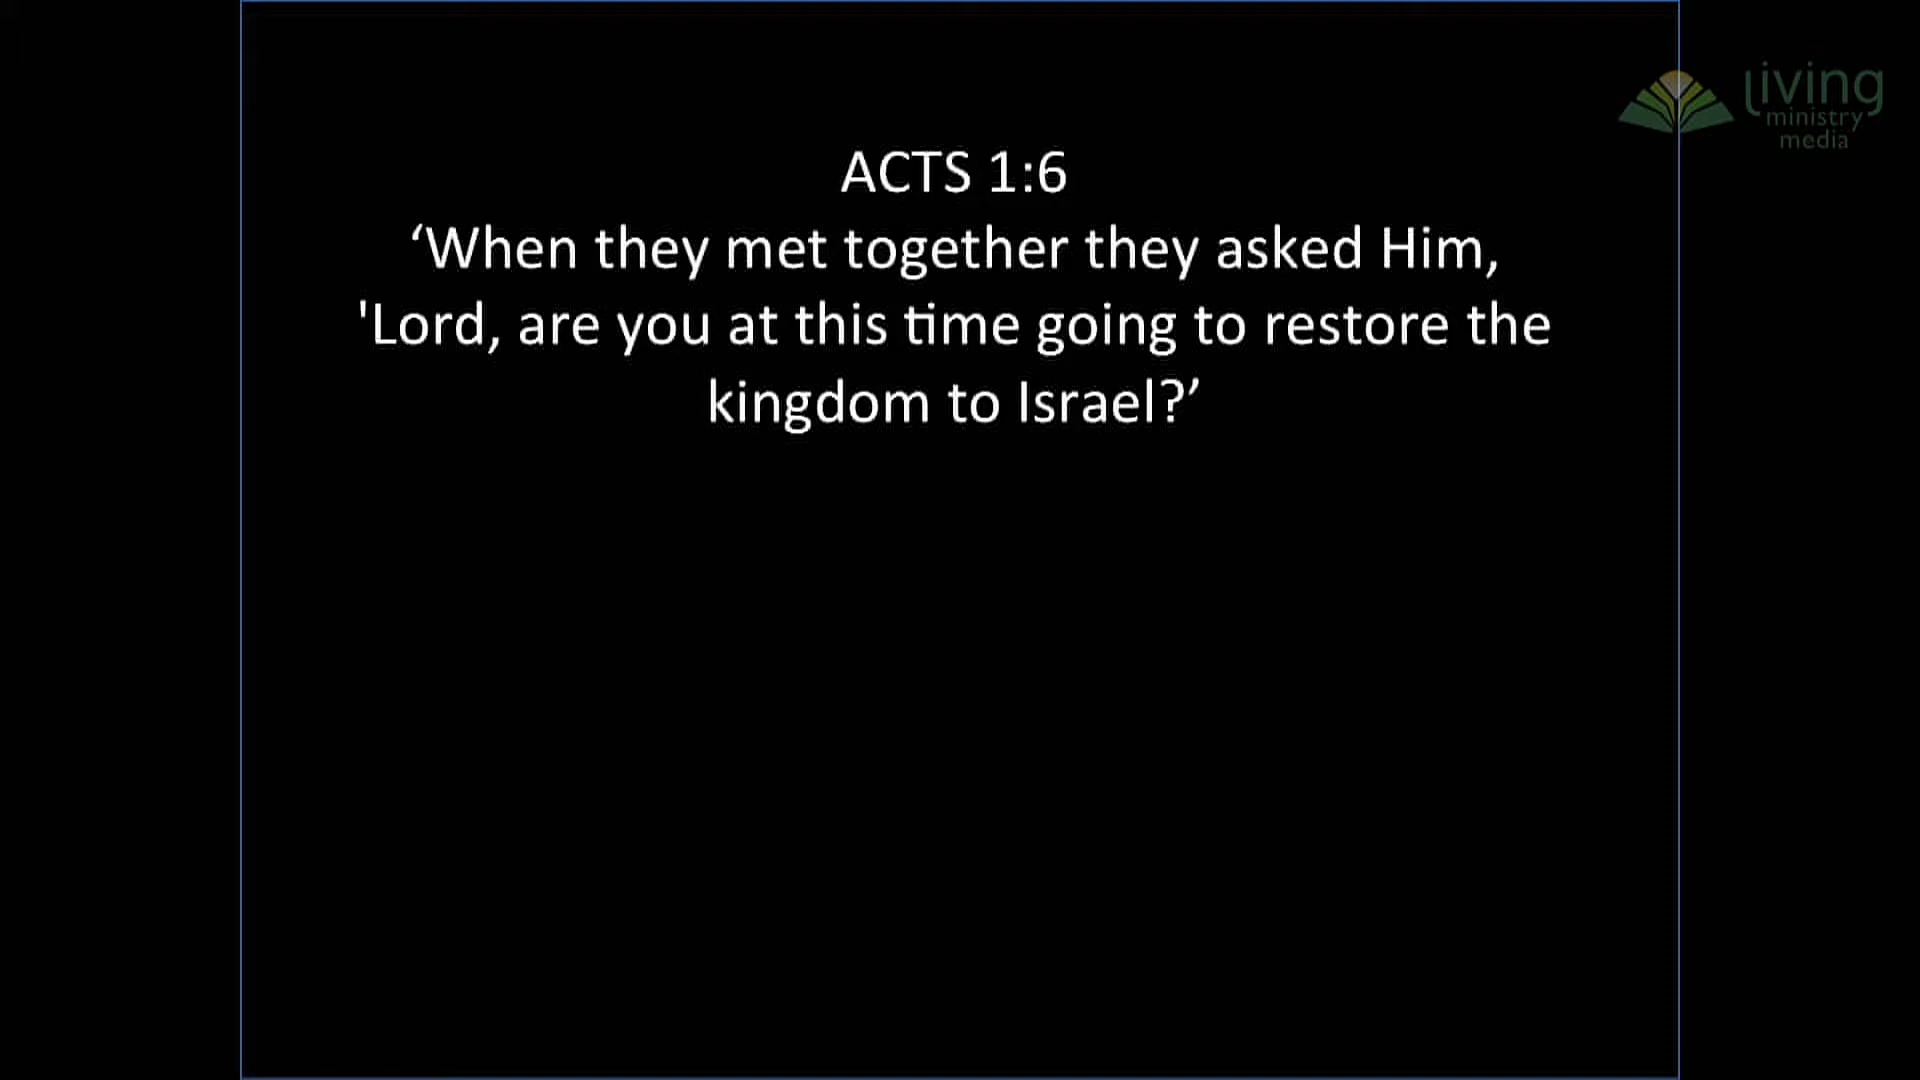 living
ministry
media
ACTS 1:6
‘When they met together they asked Him,
'Lord, are you at this time going to restore the
kingdom to Israel?’